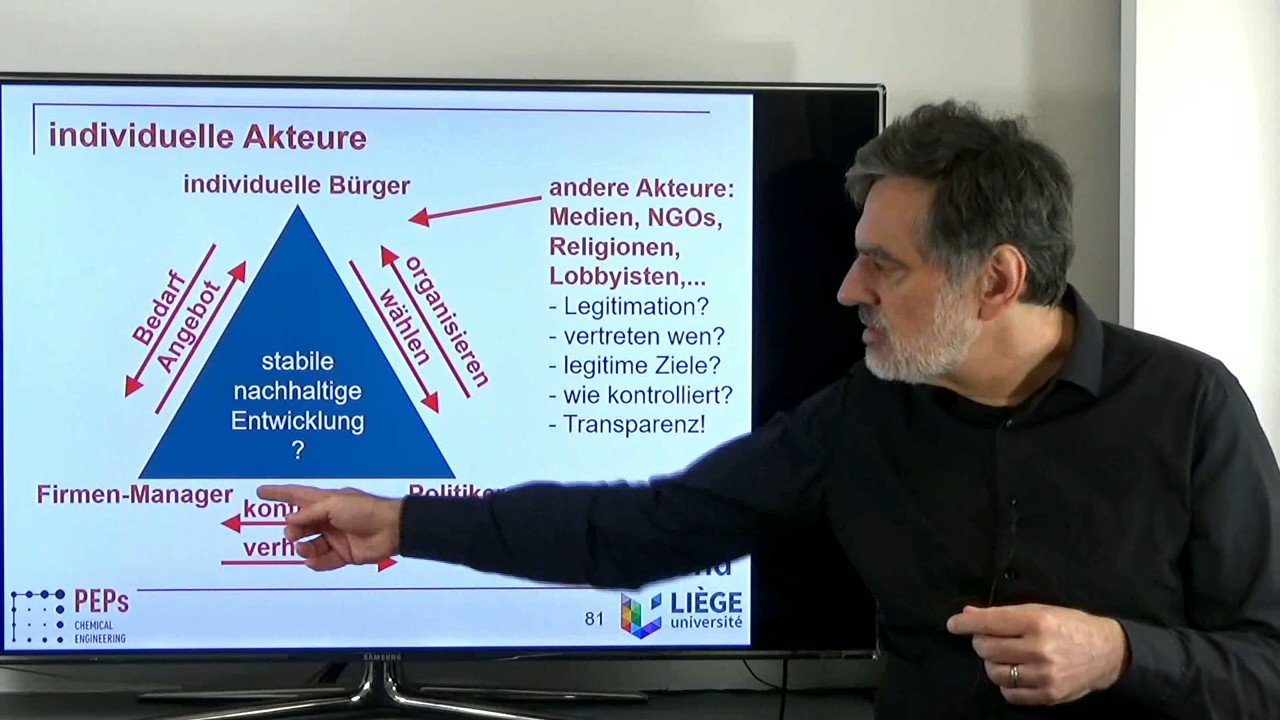 individuelle Akteure
individuelle Bürger
andere Akteure:
Medien, NGOs,
Religionen,
Lobbyisten,...
- Legitimation?
- vertreten wen?
- legitime Ziele?
- wie kontrolliert?
- Transparenz!
Bedarf
Angebot
organisieren
wählen
stabile
nachhaltige
Entwicklung
?
Firmen-Manager
PEPs
CHEMICAL
ENGINEERING
81
LIÈGE
université
SAMSUNG